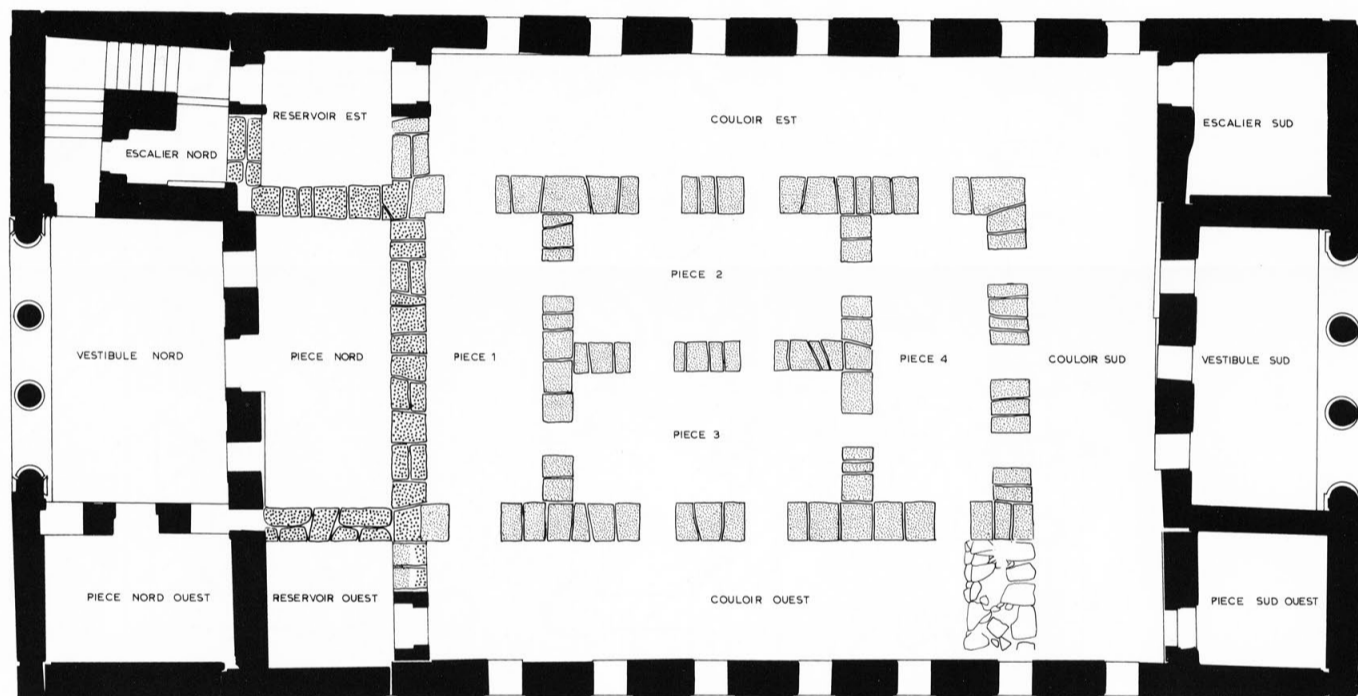 RESERVOIR EST
COULOIR EST
ESCALIER SUD
ESCALIER NORD
PIECE 2
VESTIBULE NORD
PIECE NORD
PIECE 1
PIECE 4
COULOIR SUD
VESTIBULE SUD
PIECE 3
PIECE NORD OUEST
RESERVOIR OUEST
COULOIR OUEST
PIECE SUD OUEST